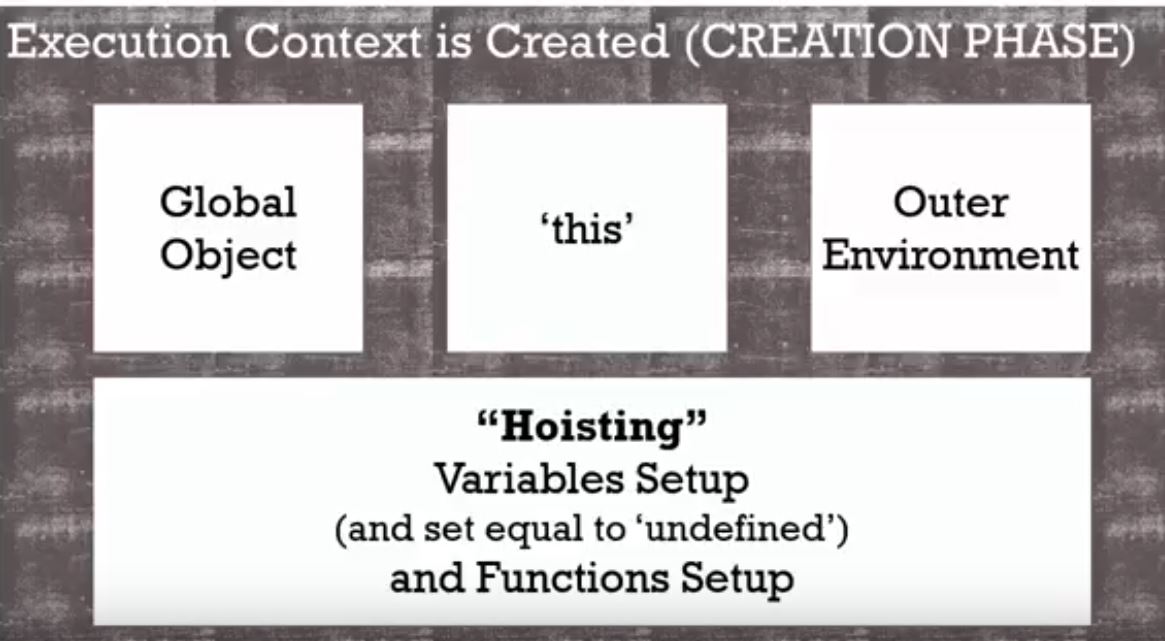 Execution Context is Created (CREATION PHASE)
Global
Object
‘this’
Outer
Environment
“Hoisting”
Variables Setup
(and set equal to ‘undefined’)
and Functions Setup